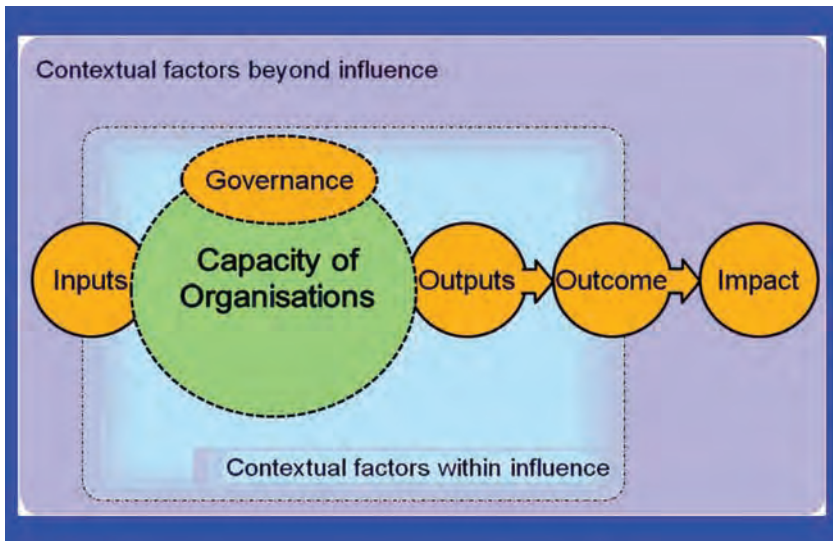 Contextual factors beyond influence
Governance
Capacity of
Organisations
Inputs
Outputs
Outcome
Impact
Contextual factors within influence